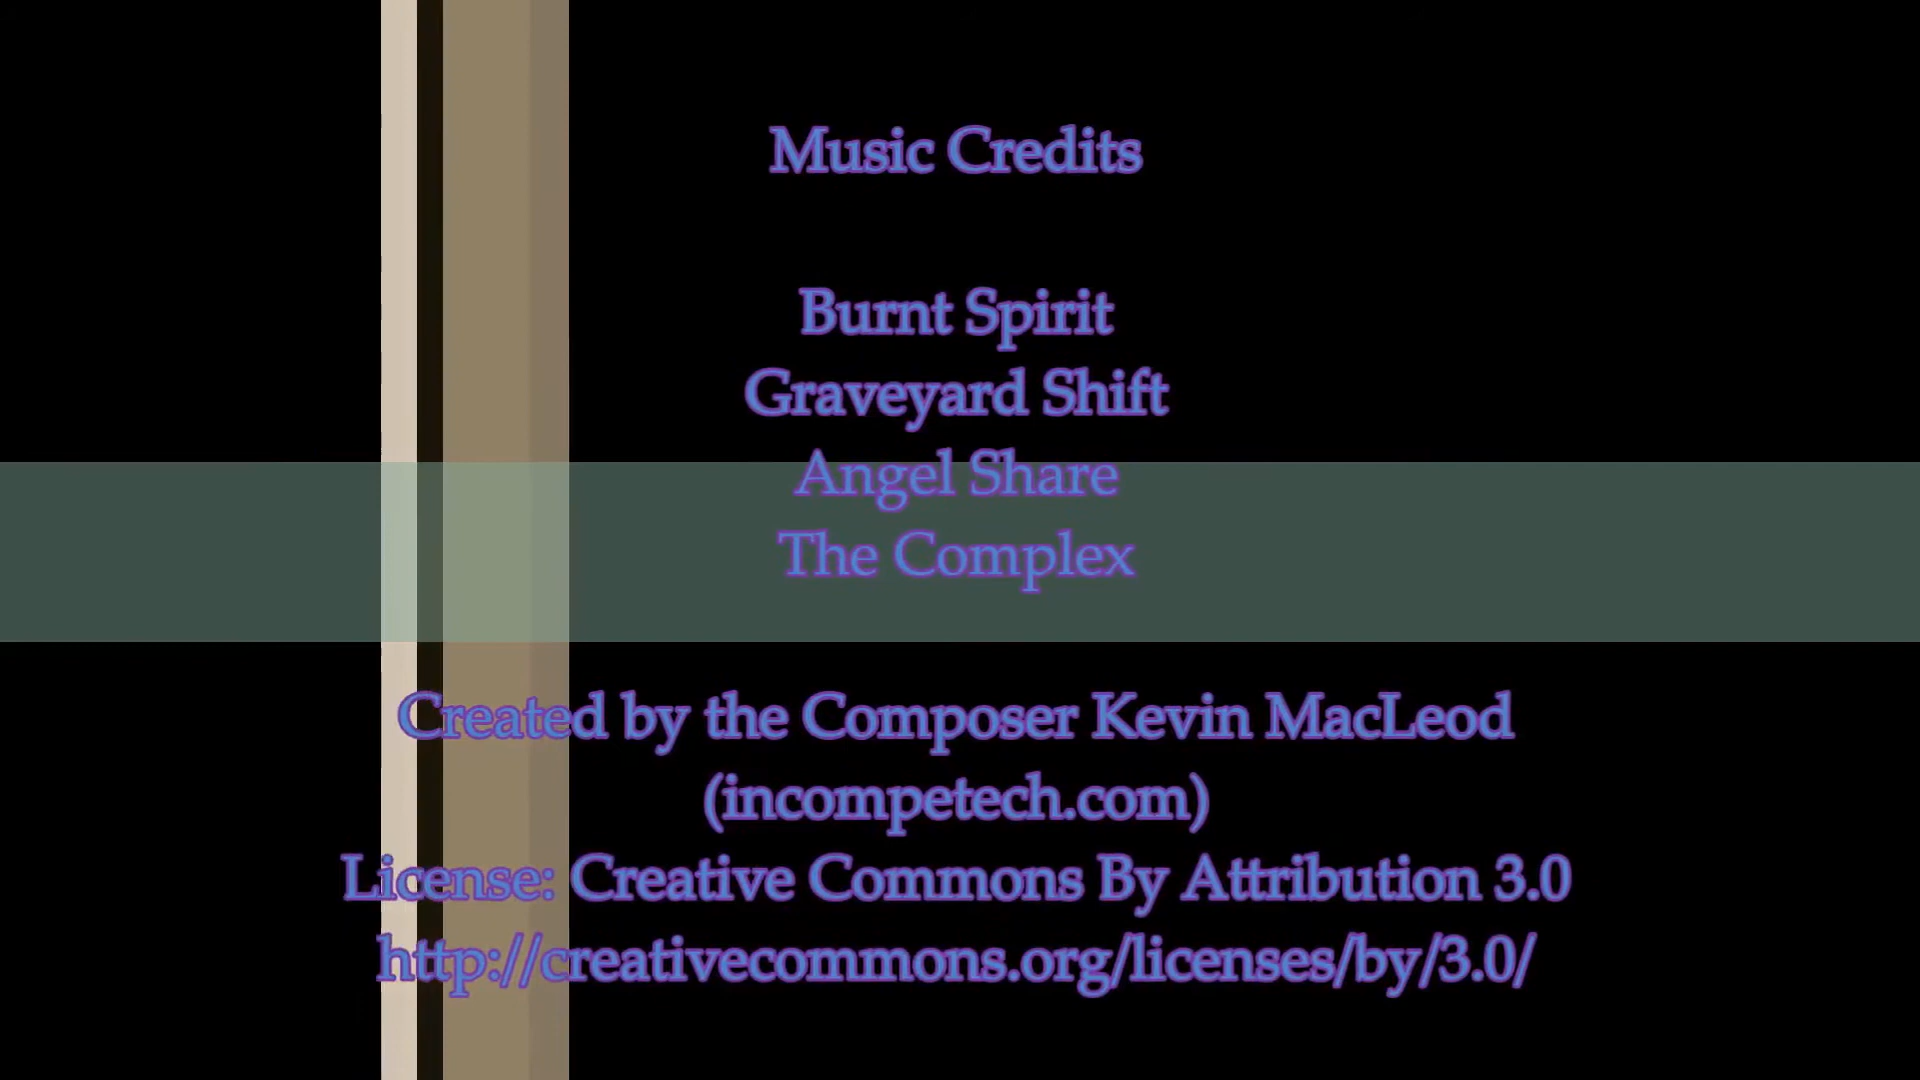 Music Credits
Burnt Spirit
Graveyard Shift
Angel Share
The Complex
Created by the Composer Kevin MacLeod
(incompetech.com)
License: Creative Commons By Attribution 3.0
http://creativecommons.org/licenses/by/3.0/